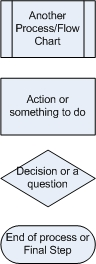 Another
Process/Flow
Chart
Action or
something to do
Decision or a
question
End of process or
Final Step